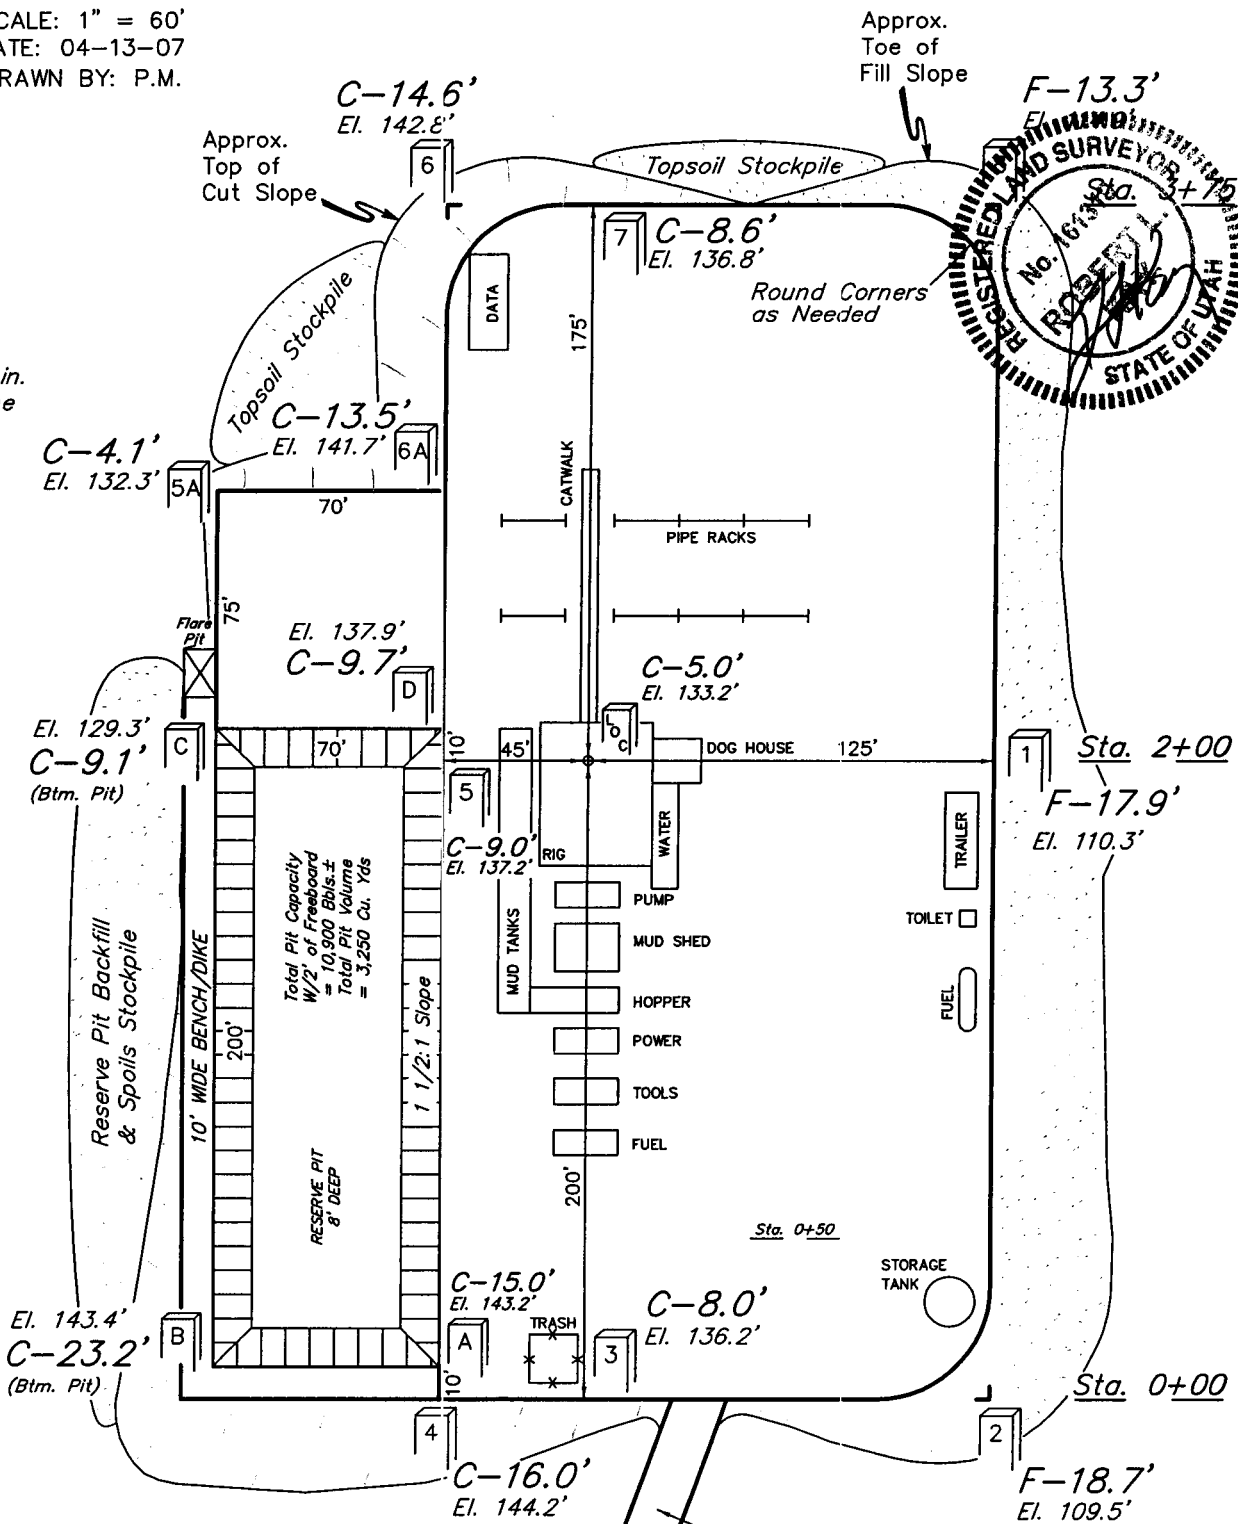 CALE: 1" = 60'
ATE: 04-13-07
RAWN BY: P.M.
Approx.
Toe of
Fill Slope
C-14.6'
El. 142.8'
F-13.3'
El.
Approx.
Top of
Cut Slope
6
Topsoil Stockpile
Sta. 3+75
REGISTERED LAND SURVEYOR
No.
ROBERT L.
STATE OF UTAH
7
C-8.6'
El. 136.8'
Round Corners
as Needed
DATA
175'
Topsoil Stockpile
in.
e
C-13.5'
El. 141.7'
6A
C-4.1'
El. 132.3'
5A
70'
CATWALK
PIPE RACKS
75'
Flare
Pit
El. 137.9'
C-9.7'
D
C-5.0'
El. 133.2'
LOC
El. 129.3'
C-9.1'
(Btm. Pit)
C
70'
10'
45'
DOG HOUSE
125'
1
Sta. 2+00
F-17.9'
El. 110.3'
5
C-9.0'
El. 137.2'
RIG
WATER
TRAILER
Total Pit Capacity
W/2' of Freeboard
= 10,900 Bbls.±
Total Pit Volume
= 3,250 Cu. Yds
MUD TANKS
PUMP
MUD SHED
TOILET
HOPPER
FUEL
POWER
TOOLS
FUEL
Reserve Pit Backfill
& Spoils Stockpile
10' WIDE BENCH/DIKE
200'
1 1/2:1 Slope
RESERVE PIT
8' DEEP
200'
Sta. 0+50
STORAGE
TANK
C-15.0'
El. 143.2'
A
TRASH
C-8.0'
El. 136.2'
3
El. 143.4'
C-23.2'
(Btm. Pit)
B
10'
Sta. 0+00
4
2
C-16.0'
El. 144.2'
F-18.7'
El. 109.5'